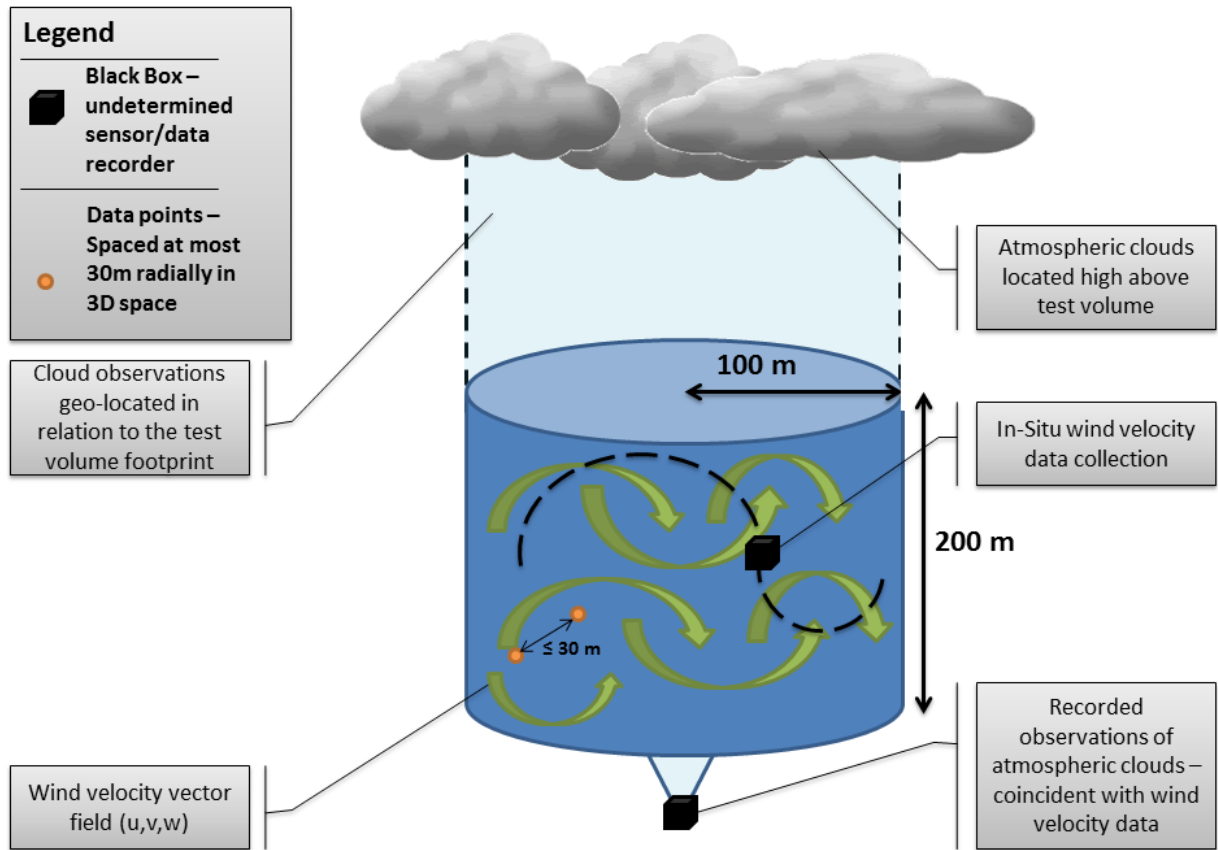 Legend
Black Box –
undetermined
sensor/data
recorder
Data points –
Spaced at most
30m radially in
3D space
Cloud observations
geo-located in
relation to the test
volume footprint
Wind velocity vector
field (u,v,w)
100 m
200 m
≤ 30 m
Atmospheric clouds
located high above
test volume
In-Situ wind velocity
data collection
Recorded
observations of
atmospheric clouds –
coincident with wind
velocity data